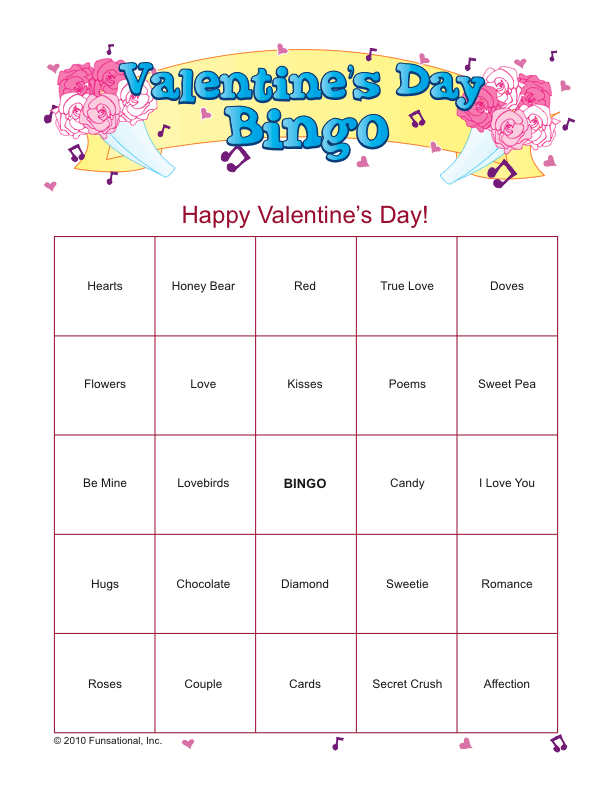 Valentine's Day
Bingo
Happy Valentine's Day!
Hearts Honey Bear Red True Love Doves
Flowers Love Kisses Poems Sweet Pea
Be Mine Lovebirds BINGO Candy I Love You
Hugs Chocolate Diamond Sweetie Romance
Roses Couple Cards Secret Crush Affection
© 2010 Funsational, Inc.